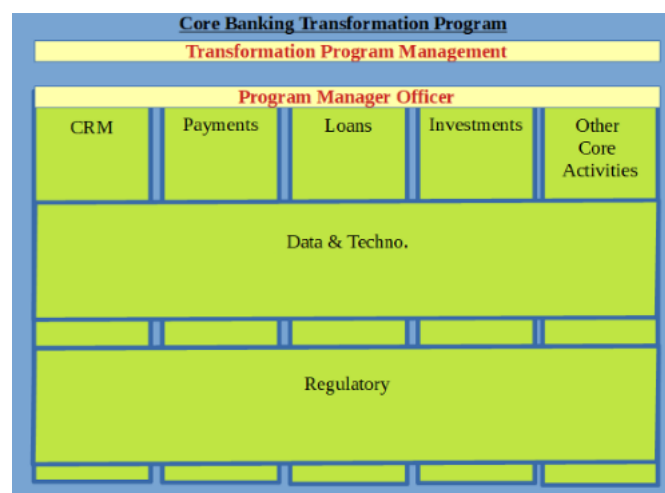 Core Banking Transformation Program
Transformation Program Management
Program Manager Officer
CRM
Payments
Loans
Investments
Other
Core
Activities
Data & Techno.
Regulatory